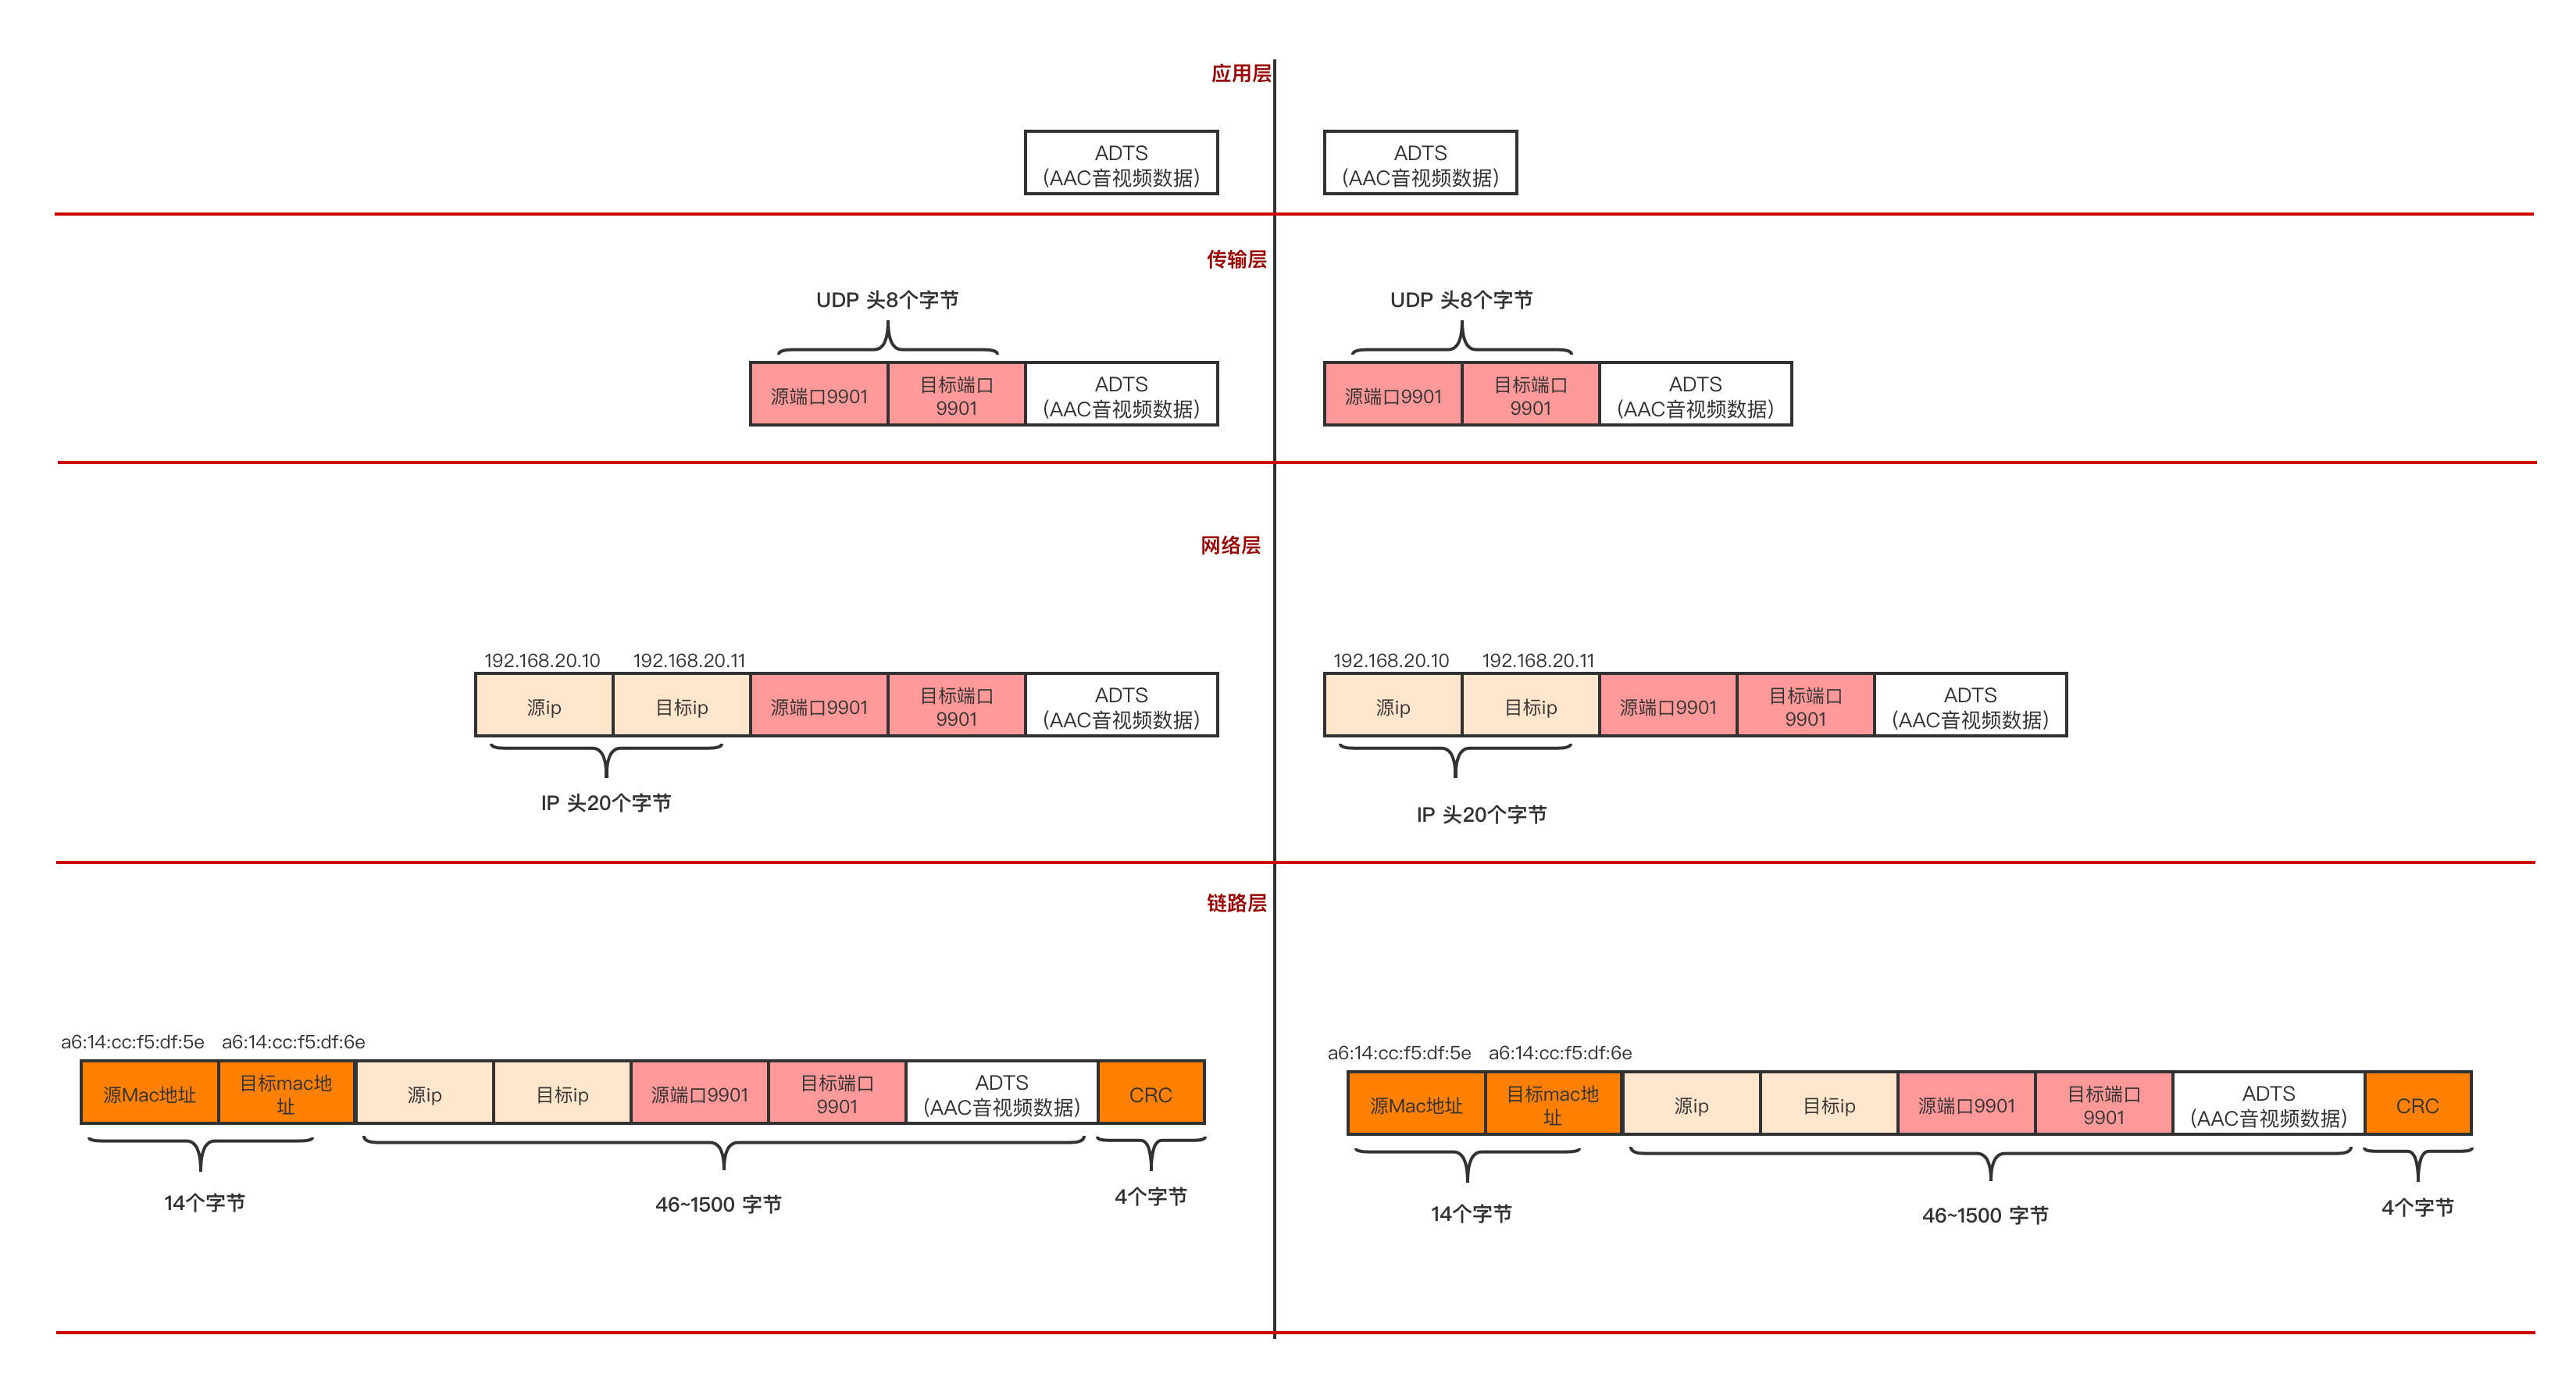 应用层
ADTS
(AAC音视频数据)
ADTS
(AAC音视频数据)
传输层
UDP 头8个字节
UDP 头8个字节
源端口9901
目标端口
9901
ADTS
(AAC音视频数据)
源端口9901
目标端口
9901
ADTS
(AAC音视频数据)
网络层
192.168.20.10
192.168.20.11
192.168.20.10
192.168.20.11
源ip
目标ip
源端口9901
目标端口
9901
ADTS
(AAC音视频数据)
源ip
目标ip
源端口9901
目标端口
9901
ADTS
(AAC音视频数据)
IP 头20个字节
IP 头20个字节
链路层
a6:14:cc:f5:df:5e
a6:14:cc:f5:df:6e
a6:14:cc:f5:df:5e
a6:14:cc:f5:df:6e
源Mac地址
目标mac地
址
源ip
目标ip
源端口9901
目标端口
9901
ADTS
(AAC音视频数据)
CRC
源Mac地址
目标mac地
址
源ip
目标ip
源端口9901
目标端口
9901
ADTS
(AAC音视频数据)
CRC
14个字节
46~1500 字节
4个字节
14个字节
46~1500 字节
4个字节